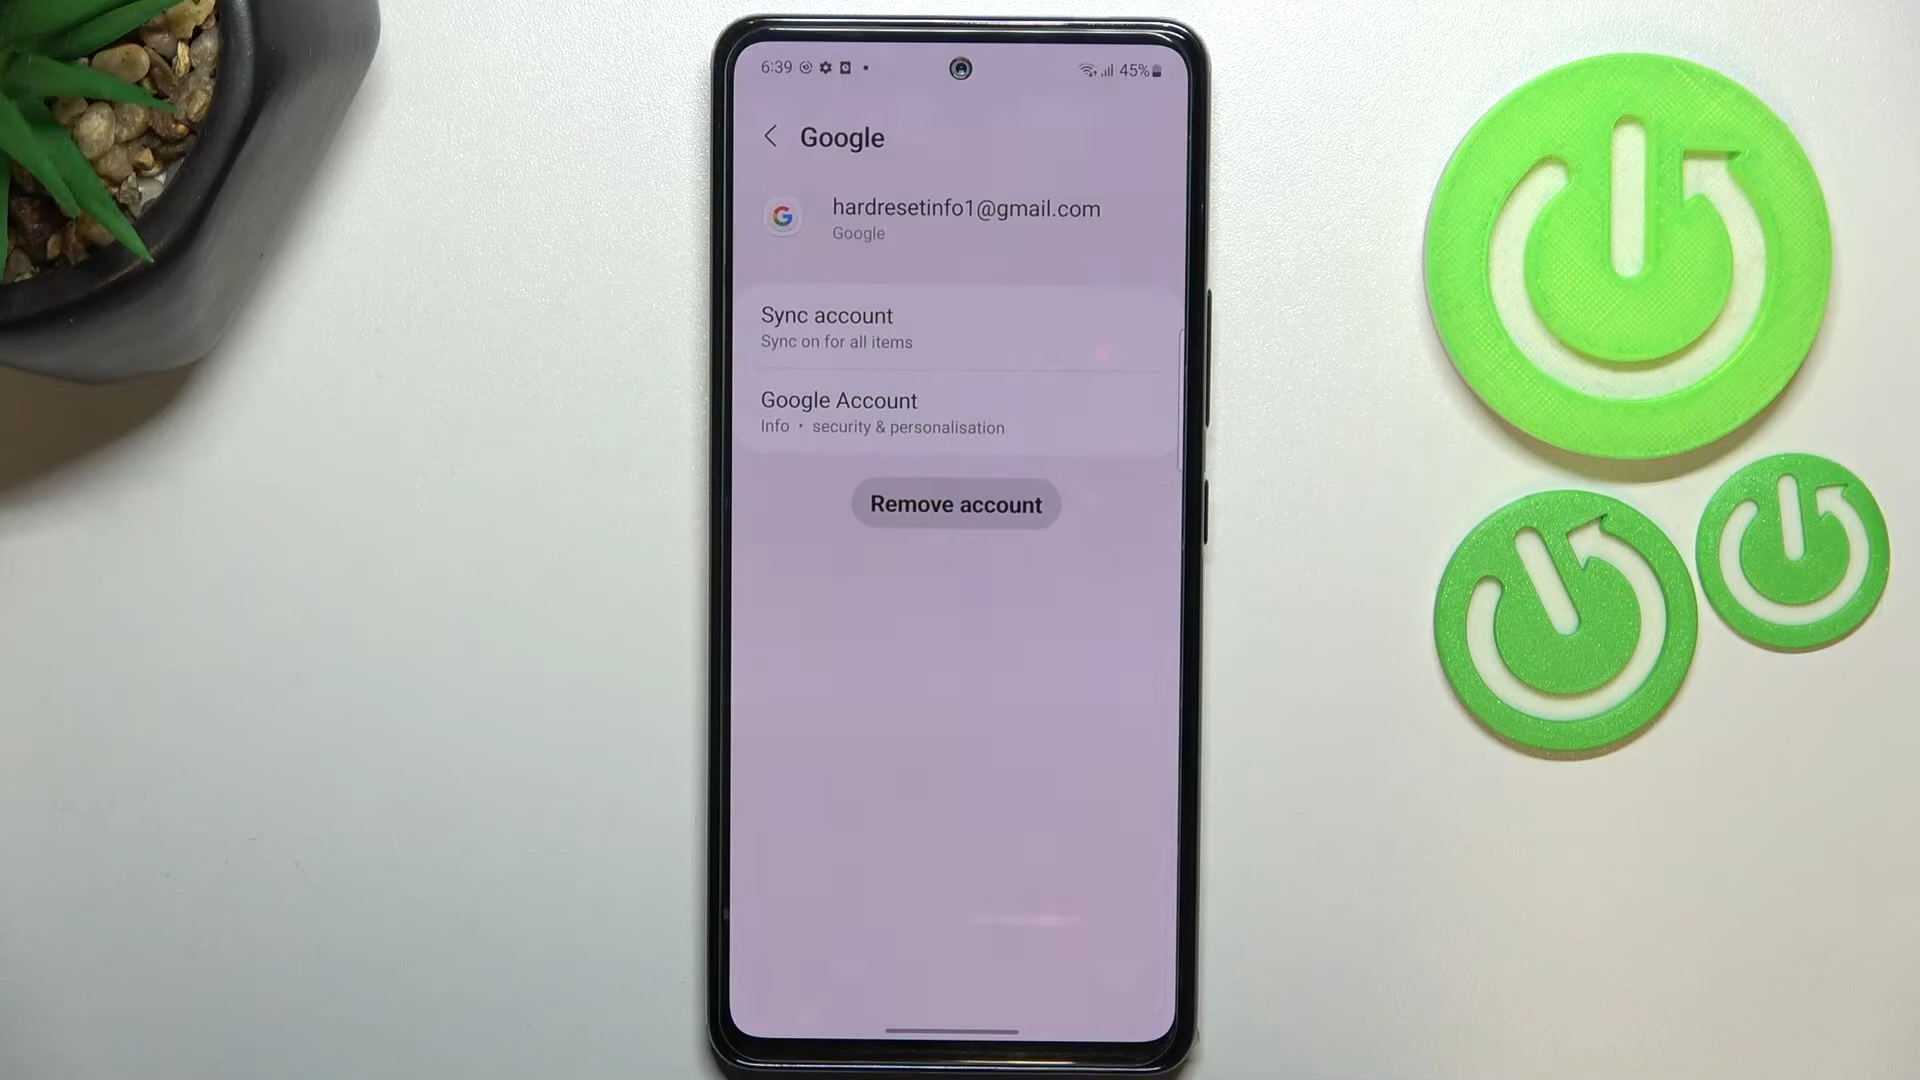 6:39
45%
Google
hardresetinfo1@gmail.com
Google
Sync account
Sync on for all items
Google Account
Info • security & personalisation
Remove account